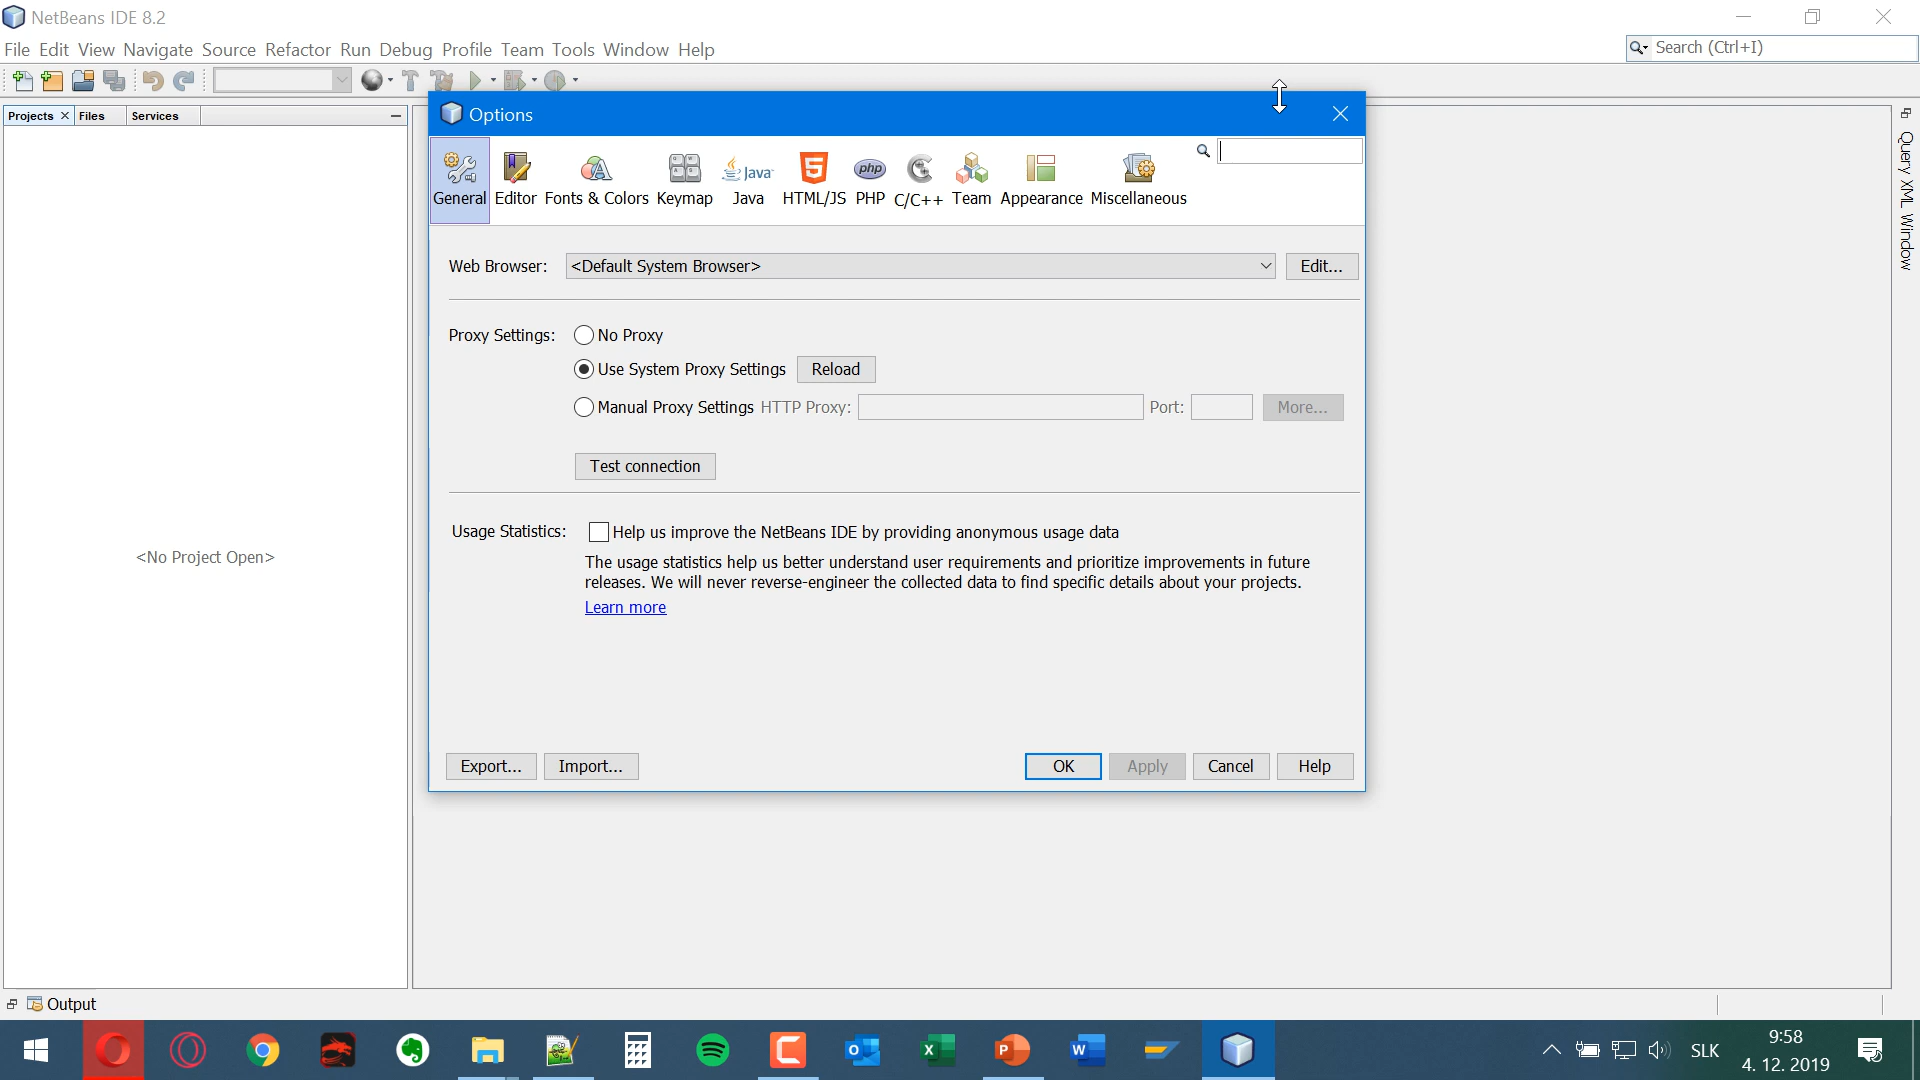 NetBeans IDE 8.2
File Edit View Navigate Source Refactor Run Debug Profile Team Tools Window Help
Search (Ctrl+I)
Projects Files Services
Options
General Editor Fonts & Colors Keymap Java HTML/JS PHP C/C++ Team Appearance Miscellaneous
Web Browser: <Default System Browser> Edit...
Proxy Settings: No Proxy
Use System Proxy Settings Reload
Manual Proxy Settings HTTP Proxy: Port: More...
Test connection
Usage Statistics: Help us improve the NetBeans IDE by providing anonymous usage data
The usage statistics help us better understand user requirements and prioritize improvements in future
releases. We will never reverse-engineer the collected data to find specific details about your projects.
Learn more
Export... Import... OK Apply Cancel Help
<No Project Open>
Query XML Window
Output
SLK
9:58
4. 12. 2019